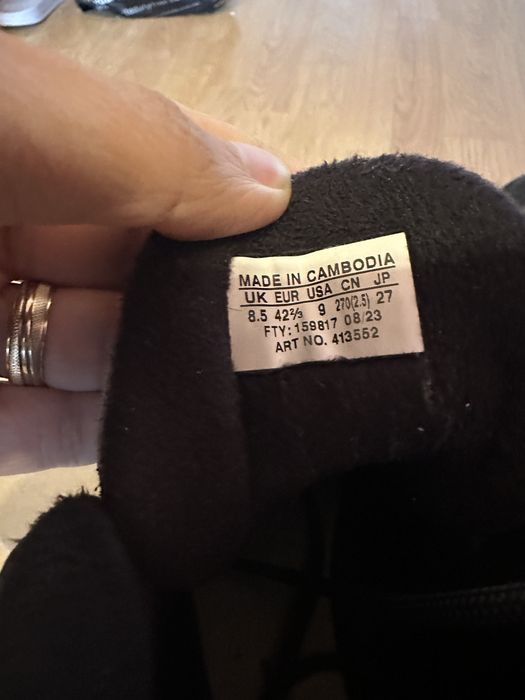 MADE IN CAMBODIA
UK EUR USA CN JP
8.5 42⅔ 9 270(2.5) 27
FTY: 159817 08/23
ART NO. 413552